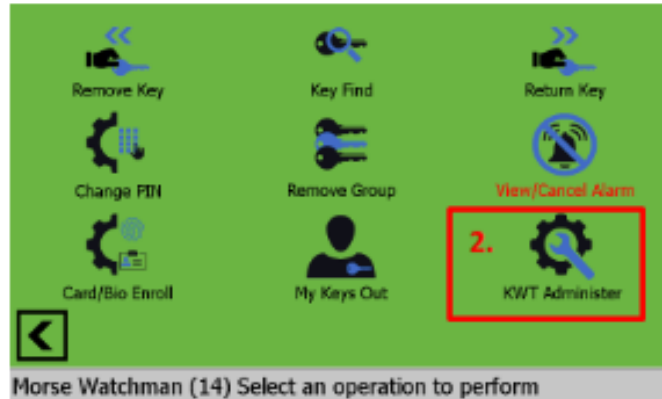 Remove Key
Key Find
Return Key
Change PIN
Remove Group
View/Cancel Alarm
2.
Card/Bio Enroll
My Keys Out
KWT Administer
Morse Watchman (14) Select an operation to perform